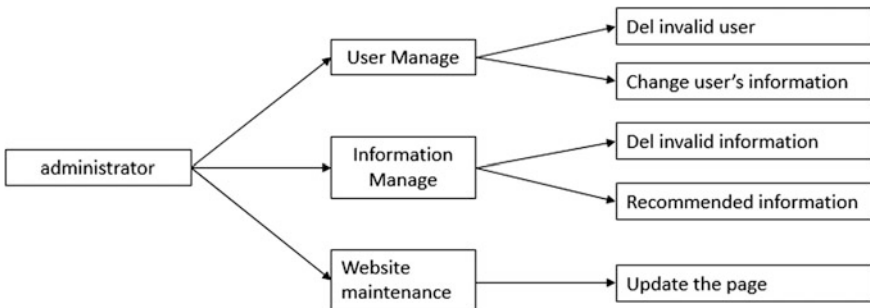 Del invalid user
User Manage
Change user's information
Del invalid information
administrator
Information
Manage
Recommended information
Website
maintenance
Update the page